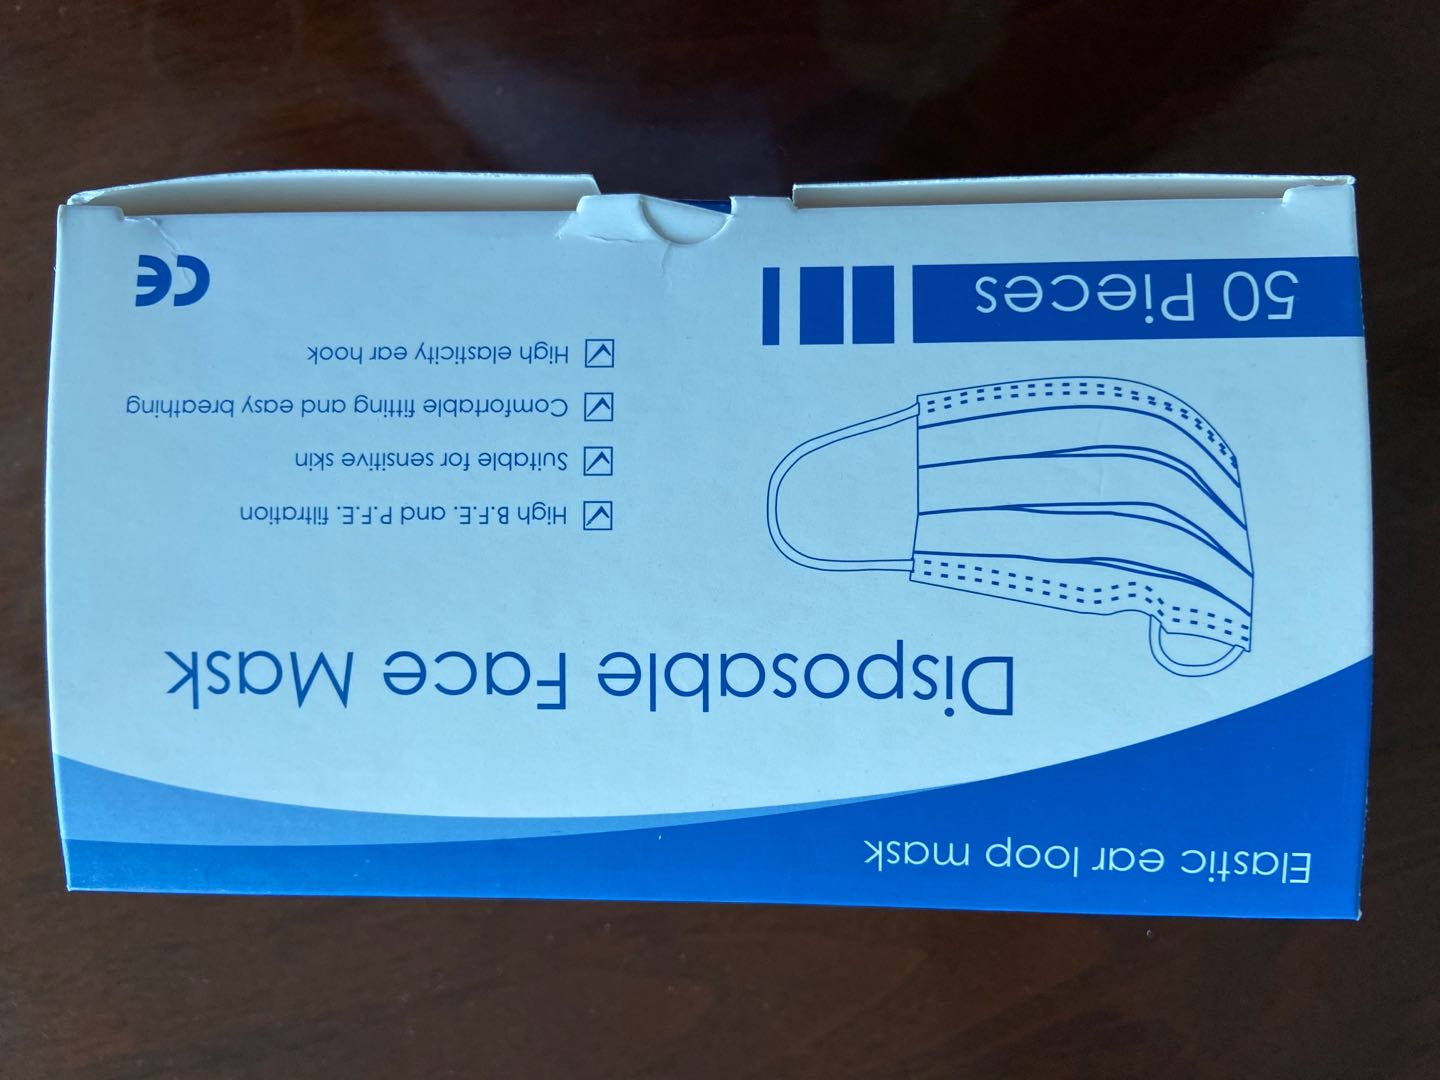 Elastic ear loop mask
Disposable Face Mask
High B.F.E. and P.F.E. filtration
Suitable for sensitive skin
Comfortable fitting and easy breathing
High elasticity ear hook
50 Pieces
CE